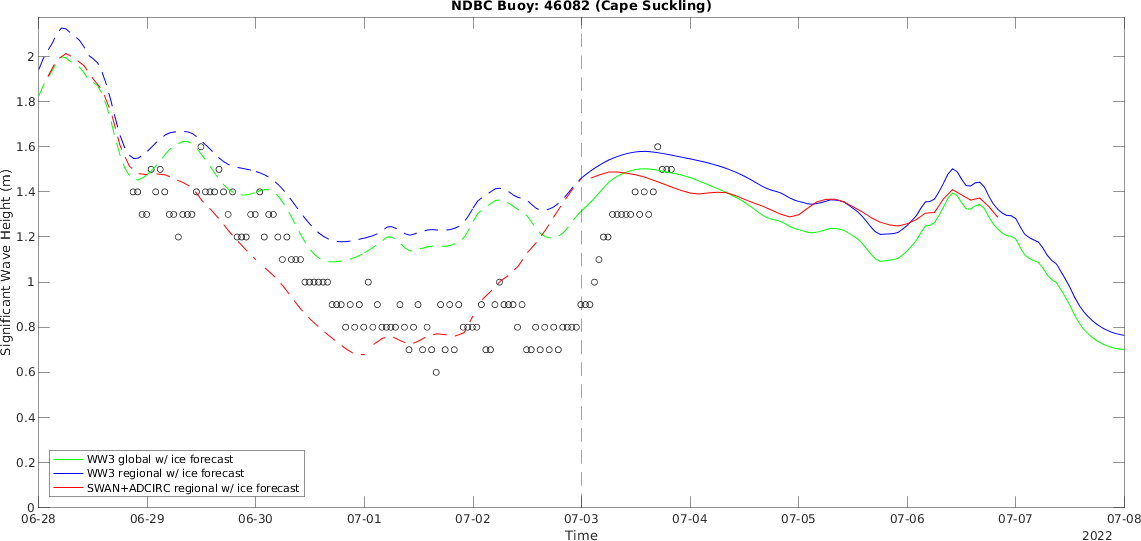 NDBC Buoy: 46082 (Cape Suckling)
Significant Wave Height (m)
2
1.8
1.6
1.4
1.2
1
0.8
0.6
0.4
0.2
0
WW3 global w/ ice forecast
WW3 regional w/ ice forecast
SWAN+ADCIRC regional w/ ice forecast
06-28 06-29 06-30 07-01 07-02 07-03 07-04 07-05 07-06 07-07 07-08
Time
2022